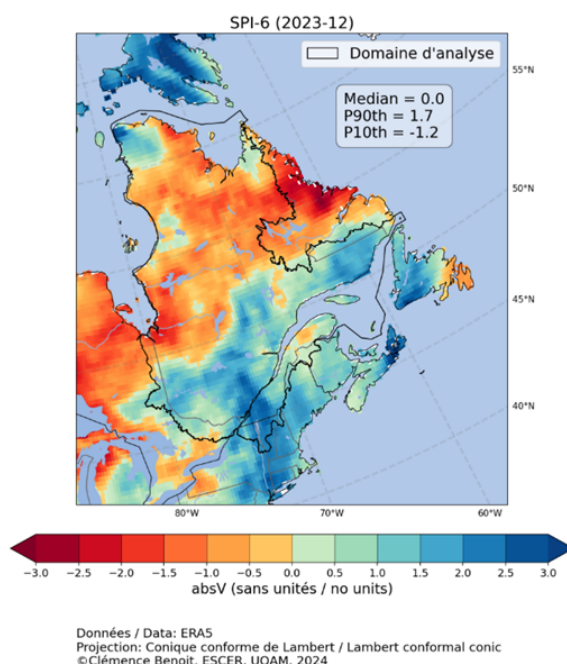 SPI-6 (2023-12)
Domaine d'analyse
Median = 0.0
P90th = 1.7
P10th = -1.2
55°N
50°N
45°N
40°N
80°W 70°W 60°W
−3.0 −2.5 −2.0 −1.5 −1.0 −0.5 0.0 0.5 1.0 1.5 2.0 2.5 3.0
absV (sans unités / no units)
Données / Data: ERA5
Projection: Conique conforme de Lambert / Lambert conformal conic
©Clémence Benoit, ESCER, UQAM, 2024